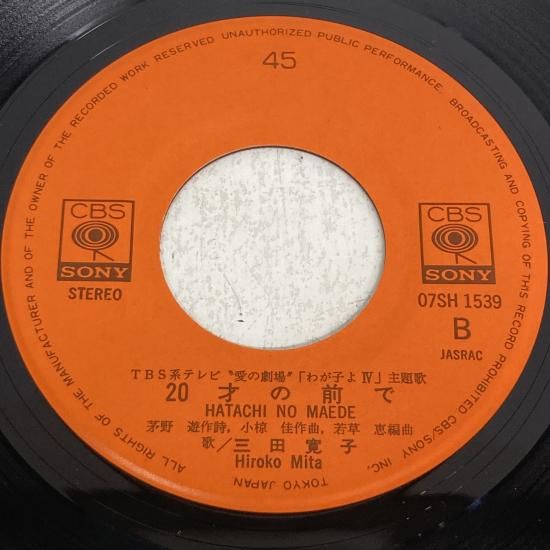 ALL RIGHTS OF THE MANUFACTURER AND OF THE OWNER OF THE RECORDED WORK RESERVED UNAUTHORIZED PUBLIC PERFORMANCE. BROADCASTING AND COPYING OF THIS RECORD PROHIBITED CBS/SONY INC.
45
CBS
SONY
STEREO
CBS
SONY
07SH 1539
B
JASRAC
TBS系テレビ〝愛の劇場〟「わが子よⅣ」主題歌
20才の前で
HATACHI NO MAEDE
茅野 遊作詩, 小椋 佳作曲, 若草 恵編曲
歌/三田寛子
Hiroko Mita
TOKYO JAPAN